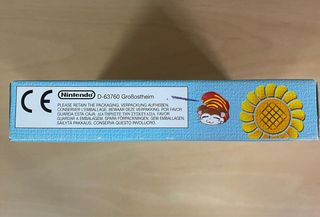 CE
Nintendo D-63760 Großostheim
PLEASE RETAIN THE PACKAGING. VERPACKUNG AUFHEBEN.
CONSERVER L'EMBALLAGE. BEWAAR DEZE VERPAKKING. POR FAVOR
GUARDA ESTA CAJA. ΔΙΑΤΗΡΕΙΤΕ ΤΗΝ ΣΥΣΚΕΥΑΣΙΑ. FAVOR
GUARDAR A EMBALAGEM. SPARA FÖRPACKNINGEN. GEM EMBALLAGEN.
SÄILYTÄ PAKKAUS. CONSERVA QUESTO INVOLUCRO.